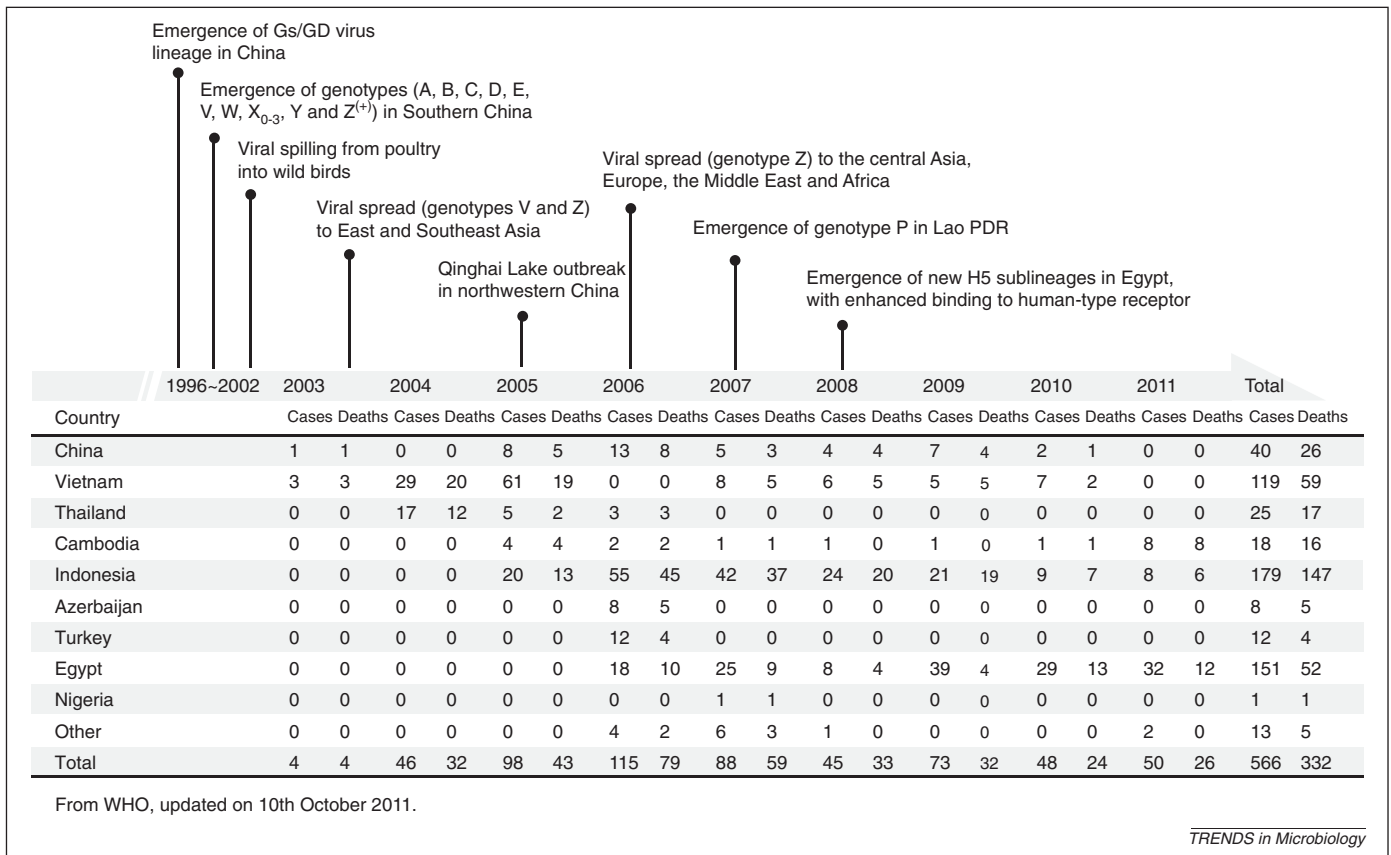 Emergence of Gs/GD virus
lineage in China
Emergence of genotypes (A, B, C, D, E,
V, W, X0-3, Y and Z(+)) in Southern China
Viral spilling from poultry
into wild birds
Viral spread (genotypes V and Z)
to East and Southeast Asia
Qinghai Lake outbreak
in northwestern China
Viral spread (genotype Z) to the central Asia,
Europe, the Middle East and Africa
Emergence of genotype P in Lao PDR
Emergence of new H5 sublineages in Egypt,
with enhanced binding to human-type receptor
1996~2002 2003 2004 2005 2006 2007 2008 2009 2010 2011 Total
Country Cases Deaths Cases Deaths Cases Deaths Cases Deaths Cases Deaths Cases Deaths Cases Deaths Cases Deaths Cases Deaths Cases Deaths
China 1 1 0 0 8 5 13 8 5 3 4 4 7 4 2 1 0 0 40 26
Vietnam 3 3 29 20 61 19 0 0 8 5 6 5 5 5 7 2 0 0 119 59
Thailand 0 0 17 12 5 2 3 3 0 0 0 0 0 0 0 0 0 0 25 17
Cambodia 0 0 0 0 4 4 2 2 1 1 1 0 1 0 1 1 8 8 18 16
Indonesia 0 0 0 0 20 13 55 45 42 37 24 20 21 19 9 7 8 6 179 147
Azerbaijan 0 0 0 0 0 0 8 5 0 0 0 0 0 0 0 0 0 0 8 5
Turkey 0 0 0 0 0 0 12 4 0 0 0 0 0 0 0 0 0 0 12 4
Egypt 0 0 0 0 0 0 18 10 25 9 8 4 39 4 29 13 32 12 151 52
Nigeria 0 0 0 0 0 0 0 0 1 1 0 0 0 0 0 0 0 0 1 1
Other 0 0 0 0 0 0 4 2 6 3 1 0 0 0 0 0 2 0 13 5
Total 4 4 46 32 98 43 115 79 88 59 45 33 73 32 48 24 50 26 566 332
From WHO, updated on 10th October 2011.
TRENDS in Microbiology